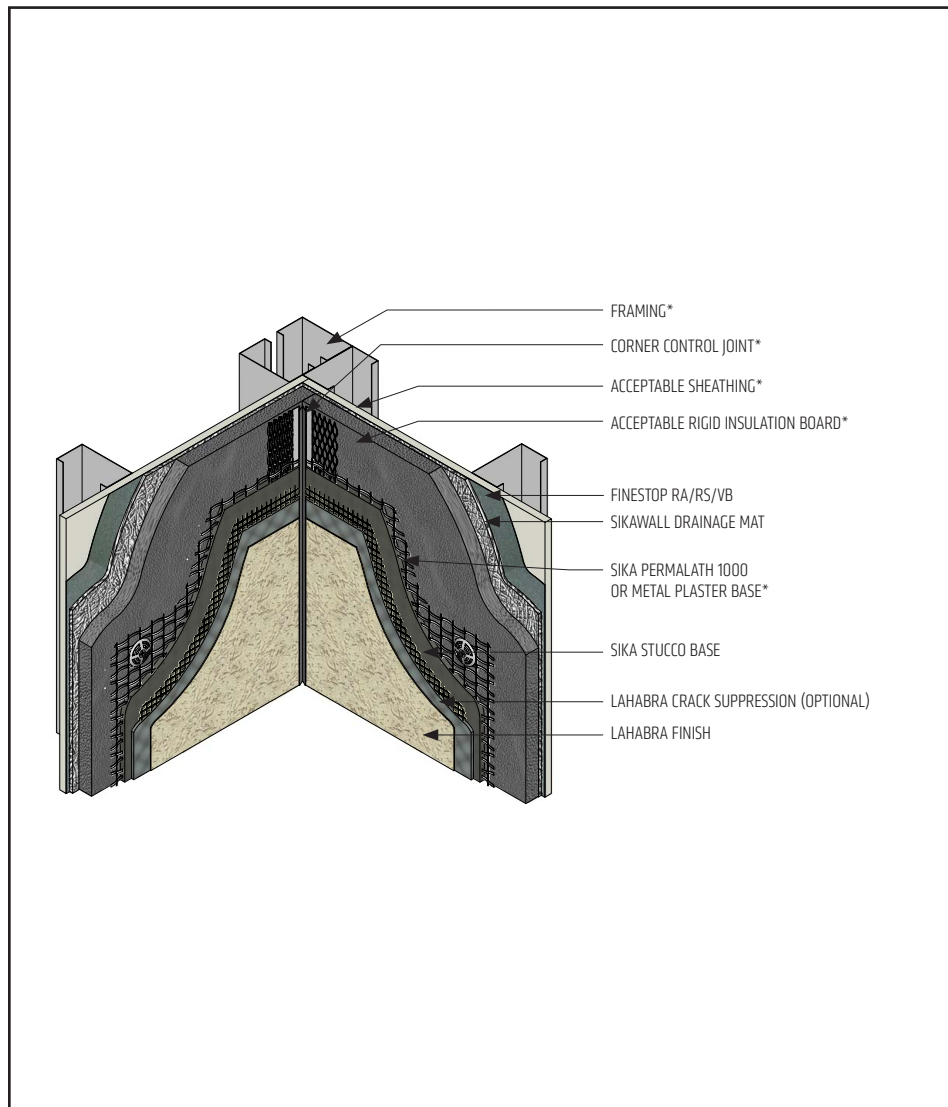 FRAMING*
CORNER CONTROL JOINT*
ACCEPTABLE SHEATHING*
ACCEPTABLE RIGID INSULATION BOARD*
FINESTOP RA/RS/VB
SIKAWALL DRAINAGE MAT
SIKA PERMALATH 1000
OR METAL PLASTER BASE*
SIKA STUCCO BASE
LAHABRA CRACK SUPPRESSION (OPTIONAL)
LAHABRA FINISH